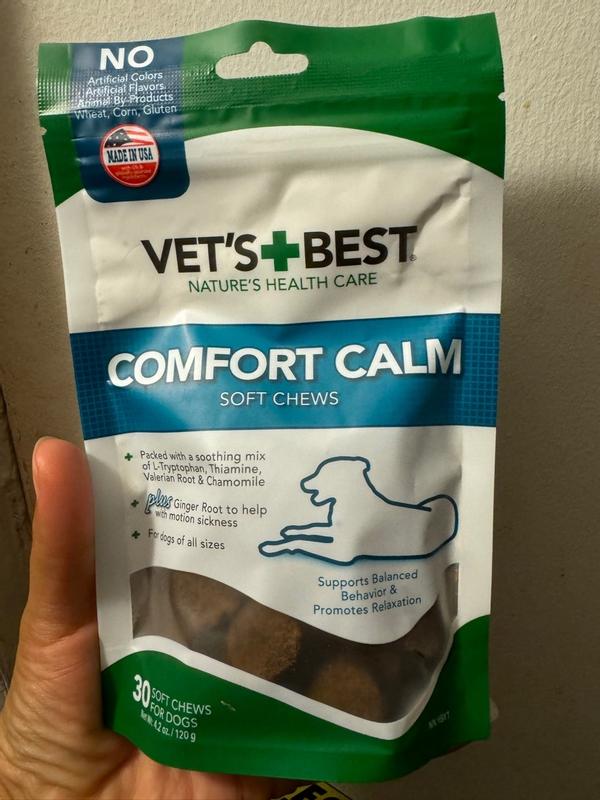 NO
Artificial Colors
Artificial Flavors
Animal By-Products
Wheat, Corn, Gluten
MADE IN USA
VET'S+BEST®
NATURE'S HEALTH CARE
COMFORT CALM
SOFT CHEWS
Packed with a soothing mix
of L-Tryptophan, Thiamine,
Valerian Root & Chamomile
plus Ginger Root to help
with motion sickness
For dogs of all sizes
Supports Balanced
Behavior &
Promotes Relaxation
30 SOFT CHEWS
FOR DOGS
Net Wt. 4.2 oz. / 120 g